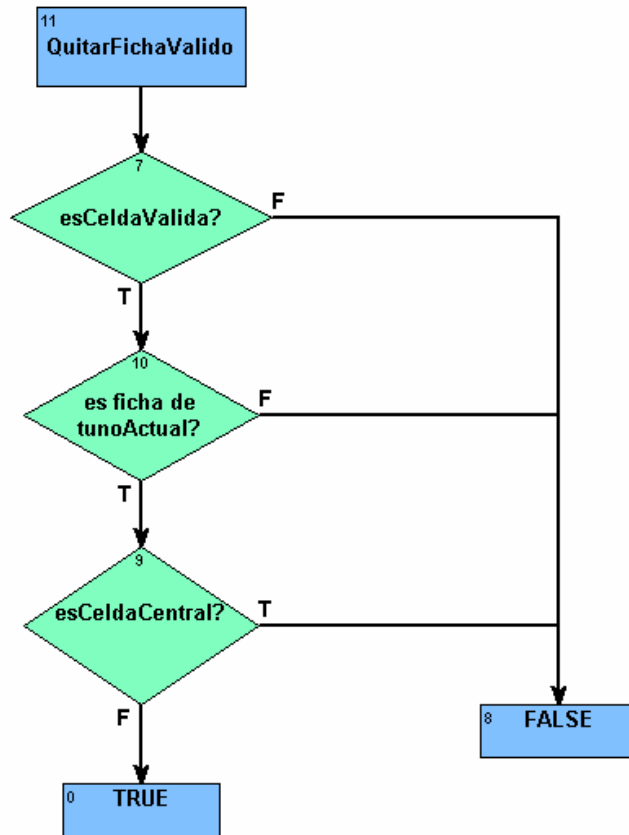 11
QuitarFichaValido
7
esCeldaValida?
F
T
10
es ficha de
tunoActual?
F
T
9
esCeldaCentral?
T
F
8
FALSE
0
TRUE